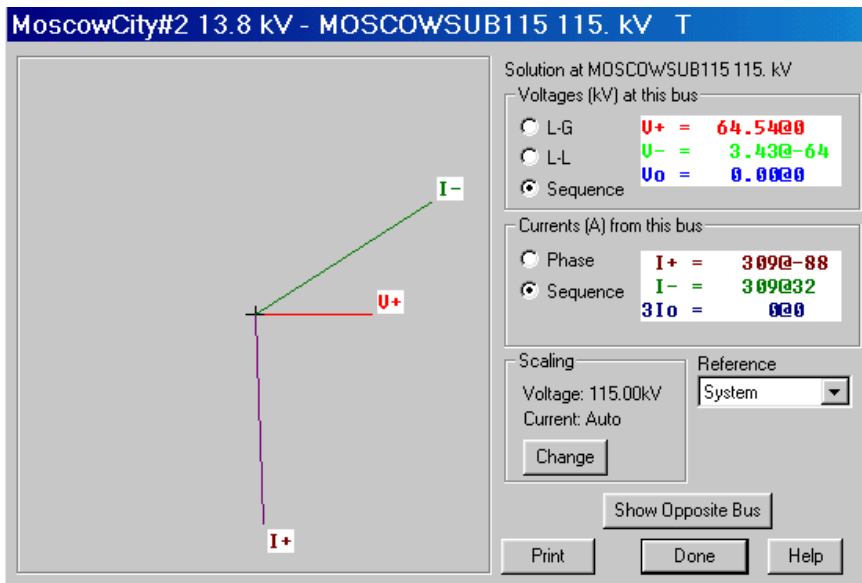 MoscowCity#2 13.8 kV - MOSCOWSUB115 115. kV T
Solution at MOSCOWSUB115 115. kV
Voltages (kV) at this bus
L-G
L-L
Sequence
V+ = 64.54@0
V- = 3.43@-64
Vo = 0.00@0
Currents (A) from this bus
Phase
Sequence
I+ = 309@-88
I- = 309@32
3Io = 0@0
Scaling
Voltage: 115.00kV
Current: Auto
Change
Reference
System
Show Opposite Bus
Print
Done
Help
I-
V+
I+